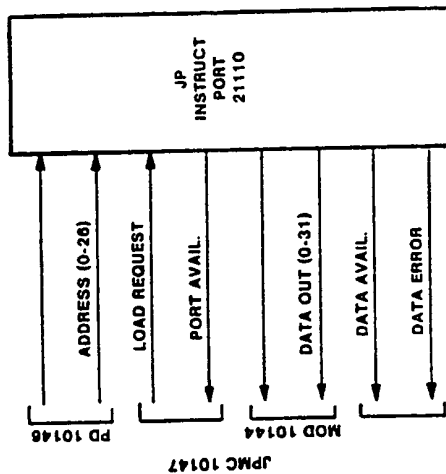 JP
INSTRUCT
PORT
21110
ADDRESS (0-26)
LOAD REQUEST
PORT AVAIL.
DATA OUT (0-31)
DATA AVAIL.
DATA ERROR
PD 10146
MOD 10144
JPMC 10147